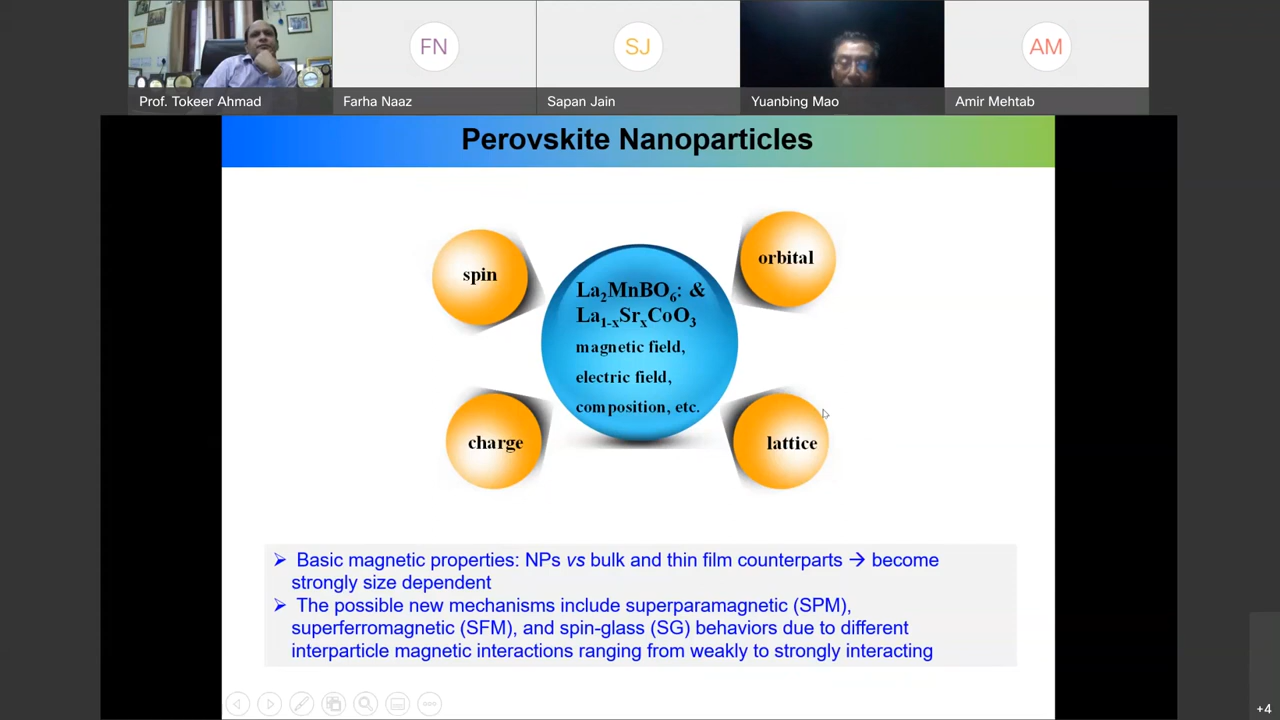 FN
SJ
AM
Prof. Tokeer Ahmad
Farha Naaz
Sapan Jain
Yuanbing Mao
Amir Mehtab
Perovskite Nanoparticles
spin
orbital
La₂MnBO₆: &
La₁₋ₓSrₓCoO₃
magnetic field,
electric field,
composition, etc.
charge
lattice
➢ Basic magnetic properties: NPs vs bulk and thin film counterparts → become
strongly size dependent
➢ The possible new mechanisms include superparamagnetic (SPM),
superferromagnetic (SFM), and spin-glass (SG) behaviors due to different
interparticle magnetic interactions ranging from weakly to strongly interacting
+4